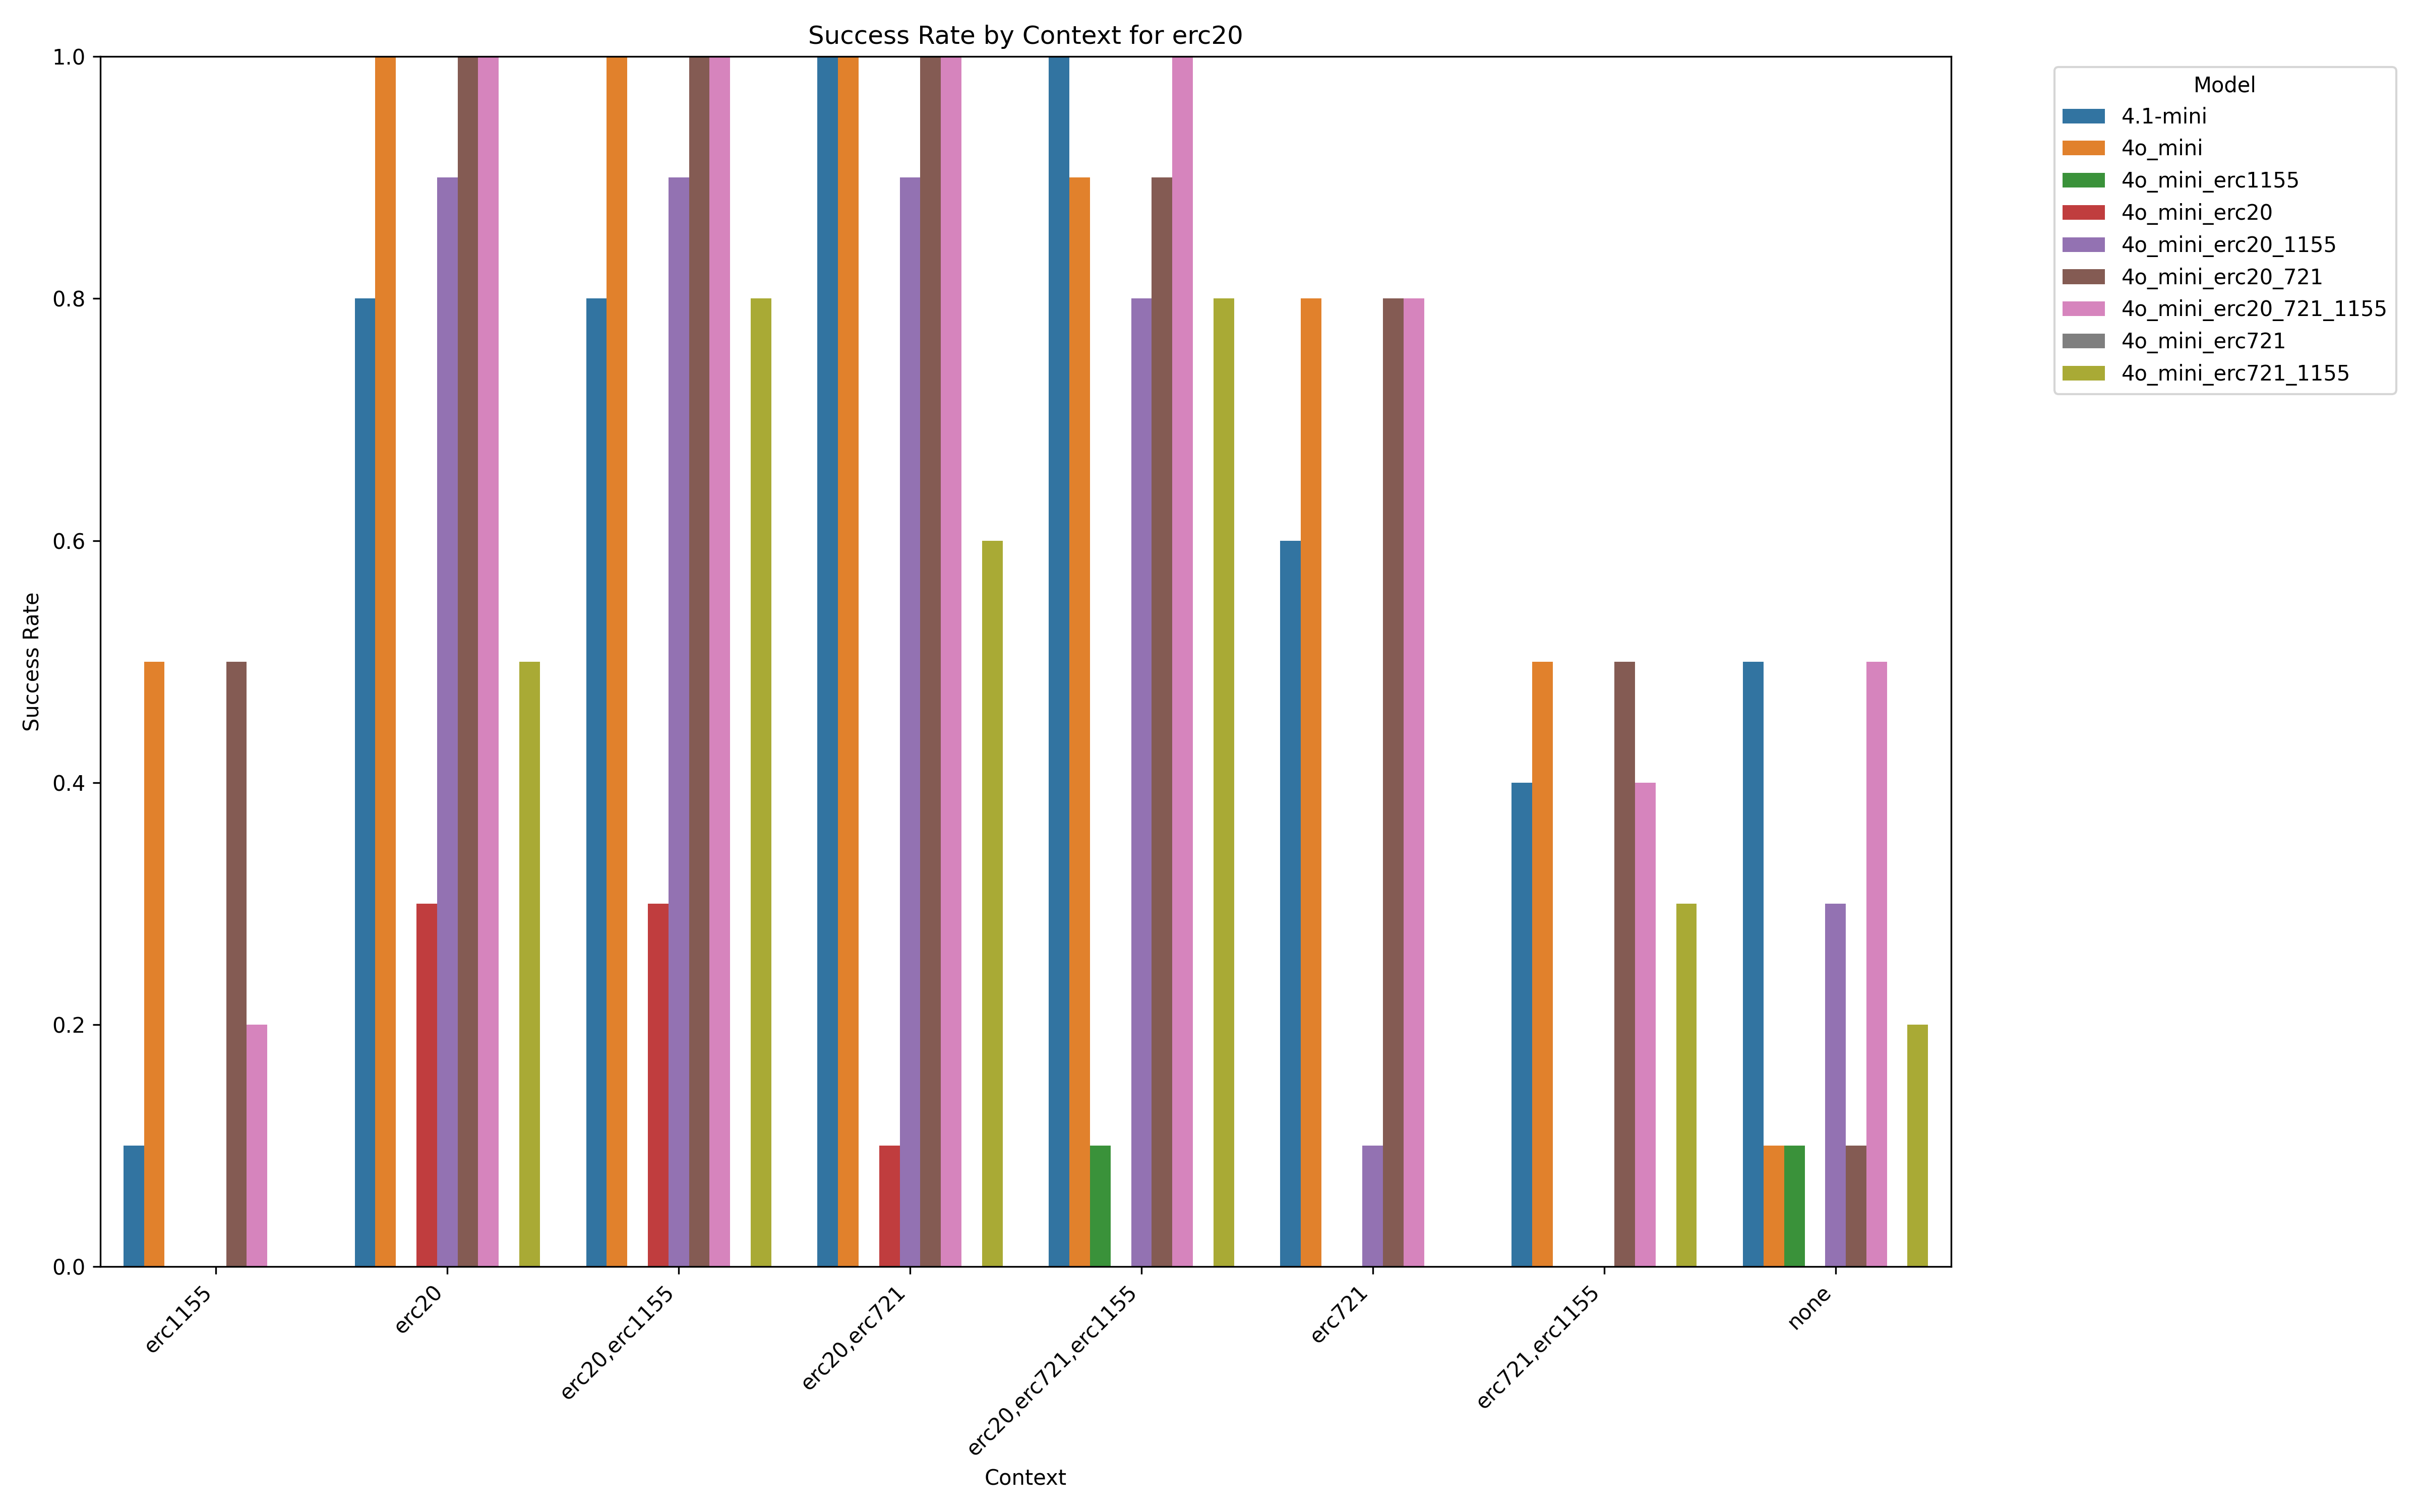 Success Rate by Context for erc20
Model
4.1-mini
4o_mini
4o_mini_erc1155
4o_mini_erc20
4o_mini_erc20_1155
4o_mini_erc20_721
4o_mini_erc20_721_1155
4o_mini_erc721
4o_mini_erc721_1155
Success Rate
1.0
0.8
0.6
0.4
0.2
0.0
erc1155
erc20
erc20,erc1155
erc20,erc721
erc20,erc721,erc1155
erc721
erc721,erc1155
none
Context